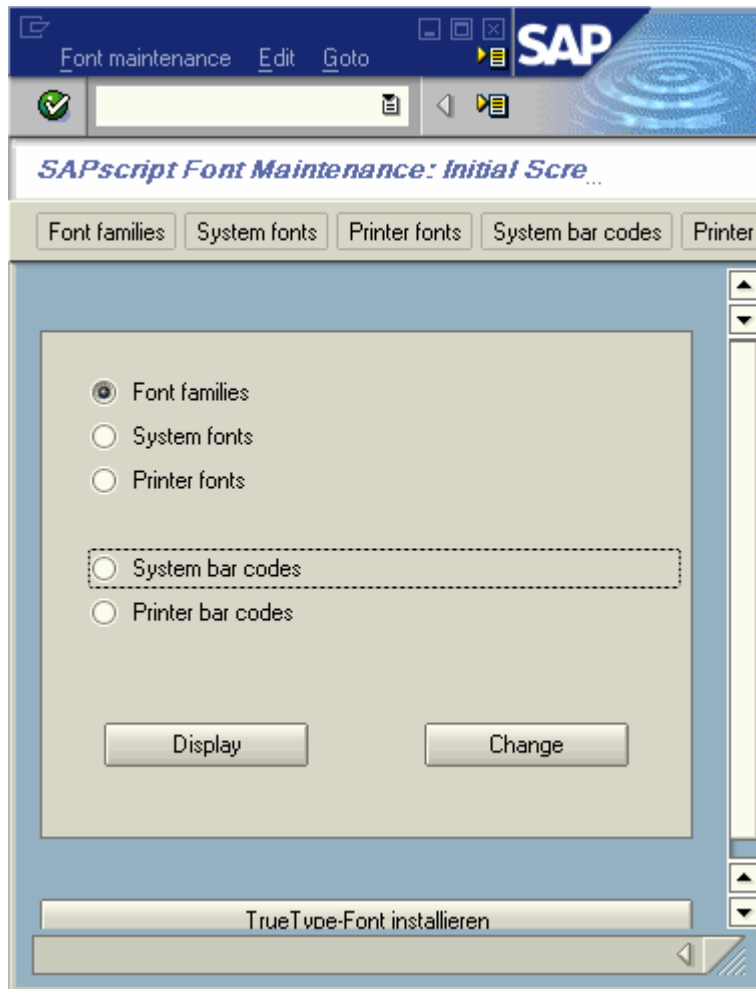 Font maintenance Edit Goto
SAP
SAPscript Font Maintenance: Initial Scre...
Font families System fonts Printer fonts System bar codes Printer
Font families
System fonts
Printer fonts
System bar codes
Printer bar codes
Display Change
TrueType-Font installieren